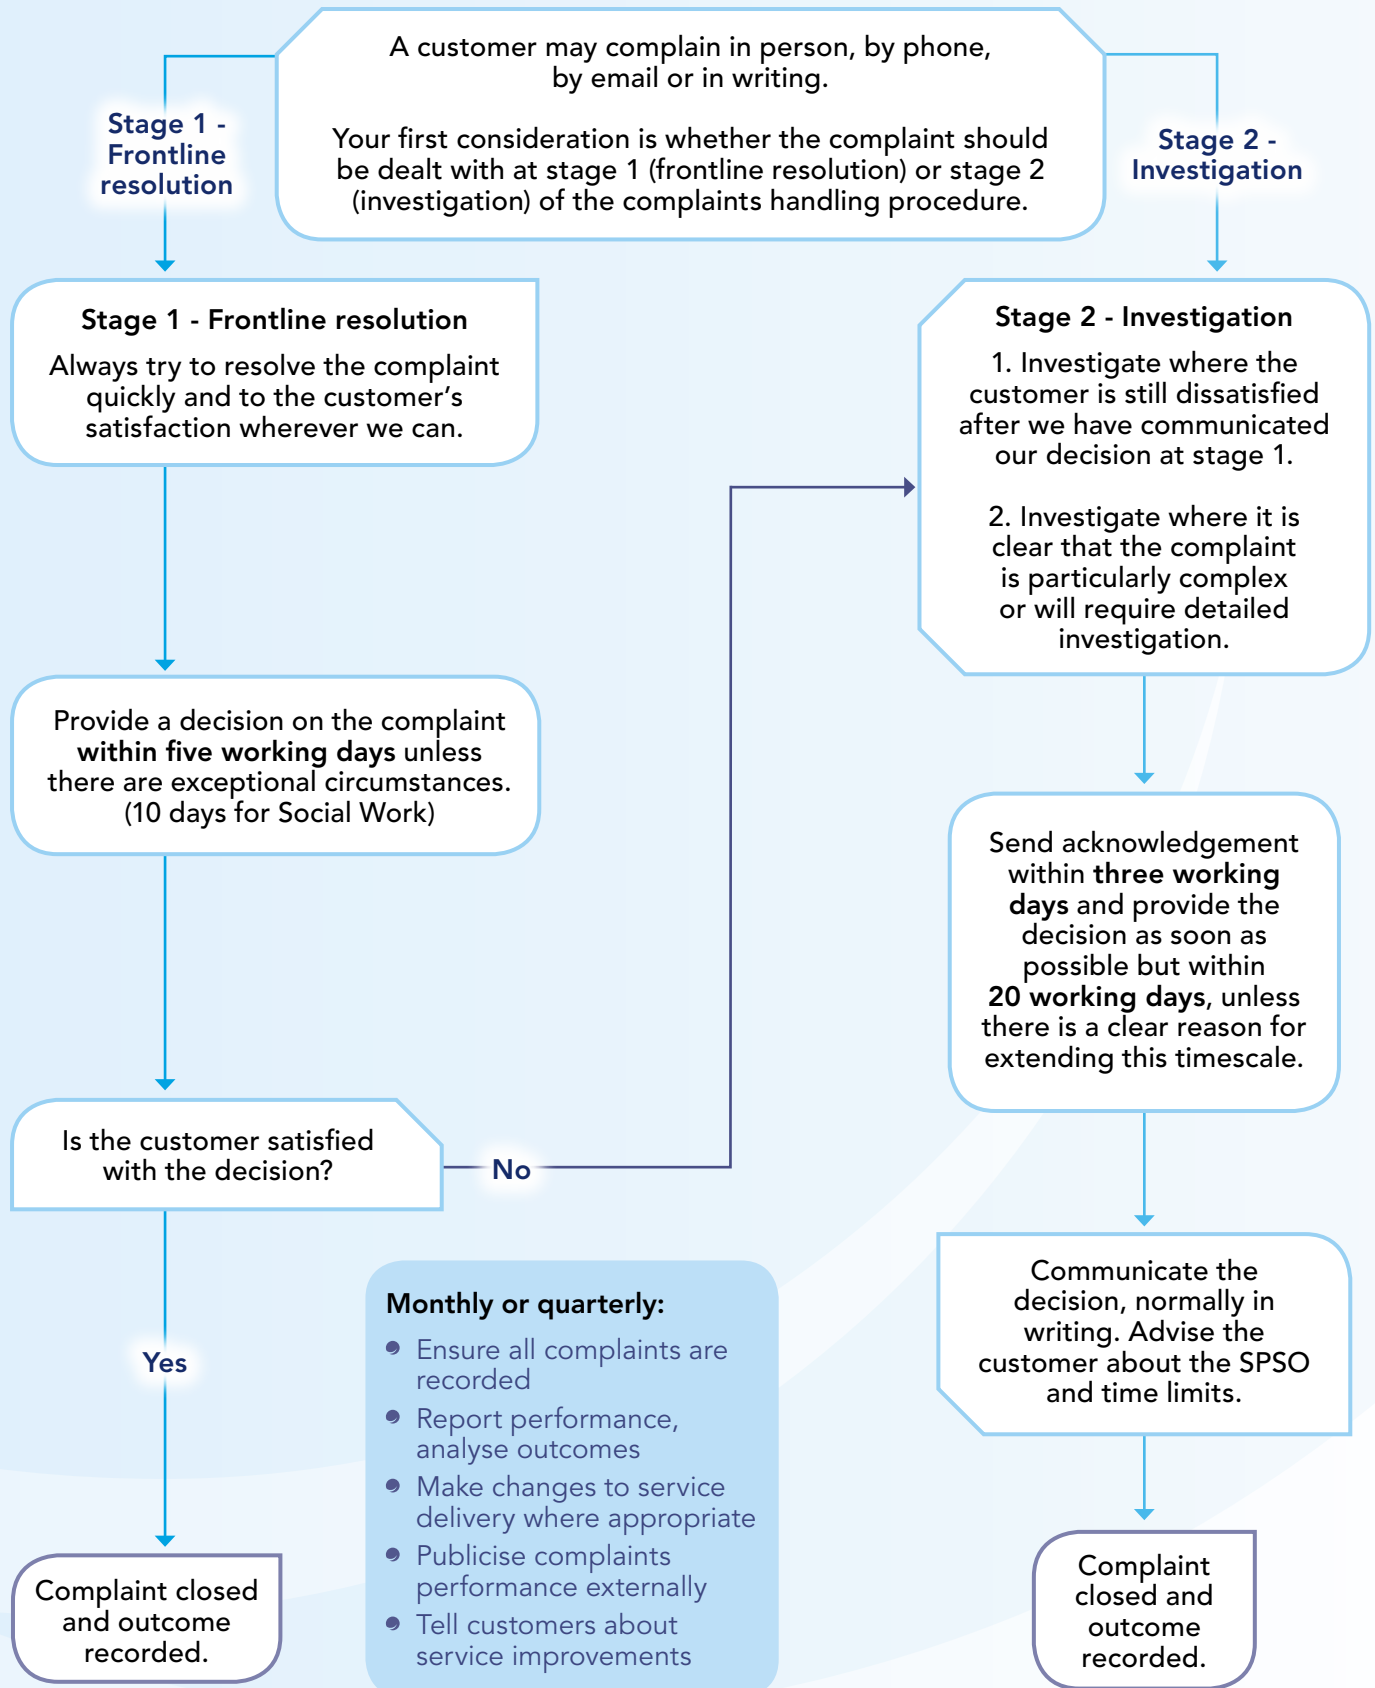 A customer may complain in person, by phone,
by email or in writing.
Your first consideration is whether the complaint should
be dealt with at stage 1 (frontline resolution) or stage 2
(investigation) of the complaints handling procedure.
Stage 1 -
Frontline
resolution
Stage 2 -
Investigation
Stage 1 - Frontline resolution
Always try to resolve the complaint
quickly and to the customer's
satisfaction wherever we can.
Provide a decision on the complaint
within five working days unless
there are exceptional circumstances.
(10 days for Social Work)
Is the customer satisfied
with the decision?
No
Yes
Complaint closed
and outcome
recorded.
Stage 2 - Investigation
1. Investigate where the
customer is still dissatisfied
after we have communicated
our decision at stage 1.
2. Investigate where it is
clear that the complaint
is particularly complex
or will require detailed
investigation.
Send acknowledgement
within three working
days and provide the
decision as soon as
possible but within
20 working days, unless
there is a clear reason for
extending this timescale.
Communicate the
decision, normally in
writing. Advise the
customer about the SPSO
and time limits.
Complaint
closed and
outcome
recorded.
Monthly or quarterly:
Ensure all complaints are
recorded
Report performance,
analyse outcomes
Make changes to service
delivery where appropriate
Publicise complaints
performance externally
Tell customers about
service improvements